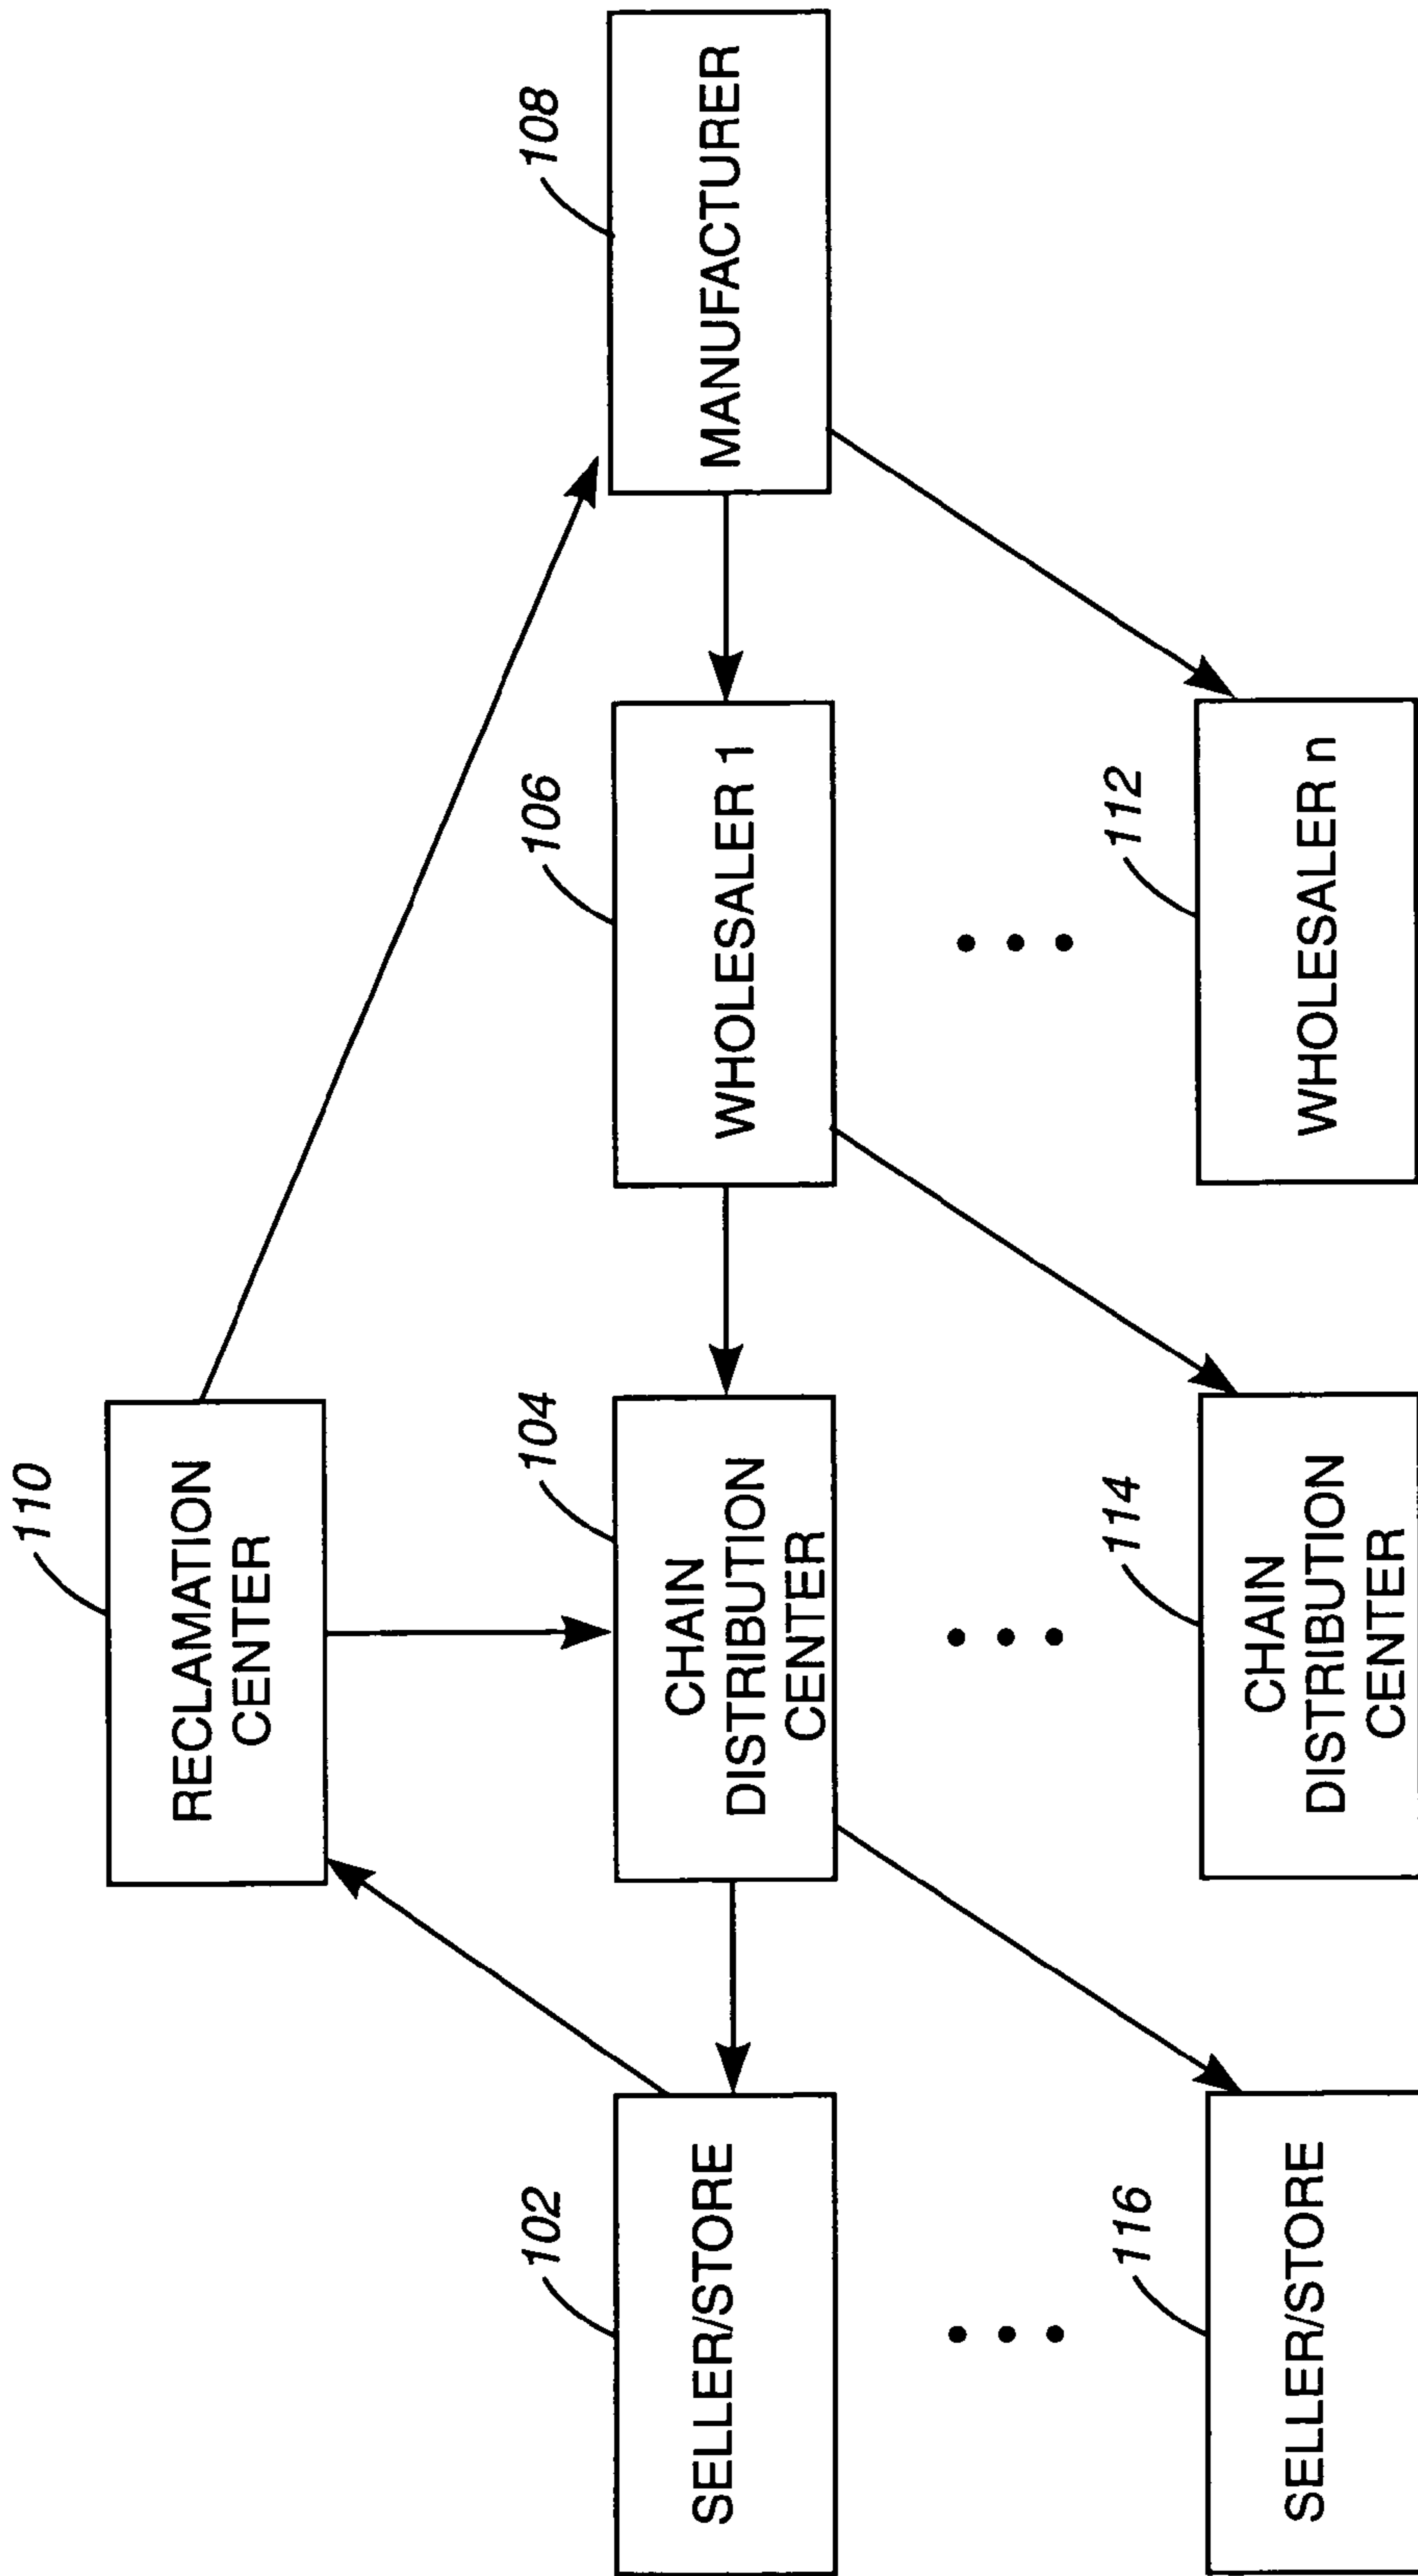 110
RECLAMATION
CENTER
102
SELLER/STORE
104
CHAIN
DISTRIBUTION
CENTER
106
WHOLESALER 1
108
MANUFACTURER
116
SELLER/STORE
114
CHAIN
DISTRIBUTION
CENTER
112
WHOLESALER n